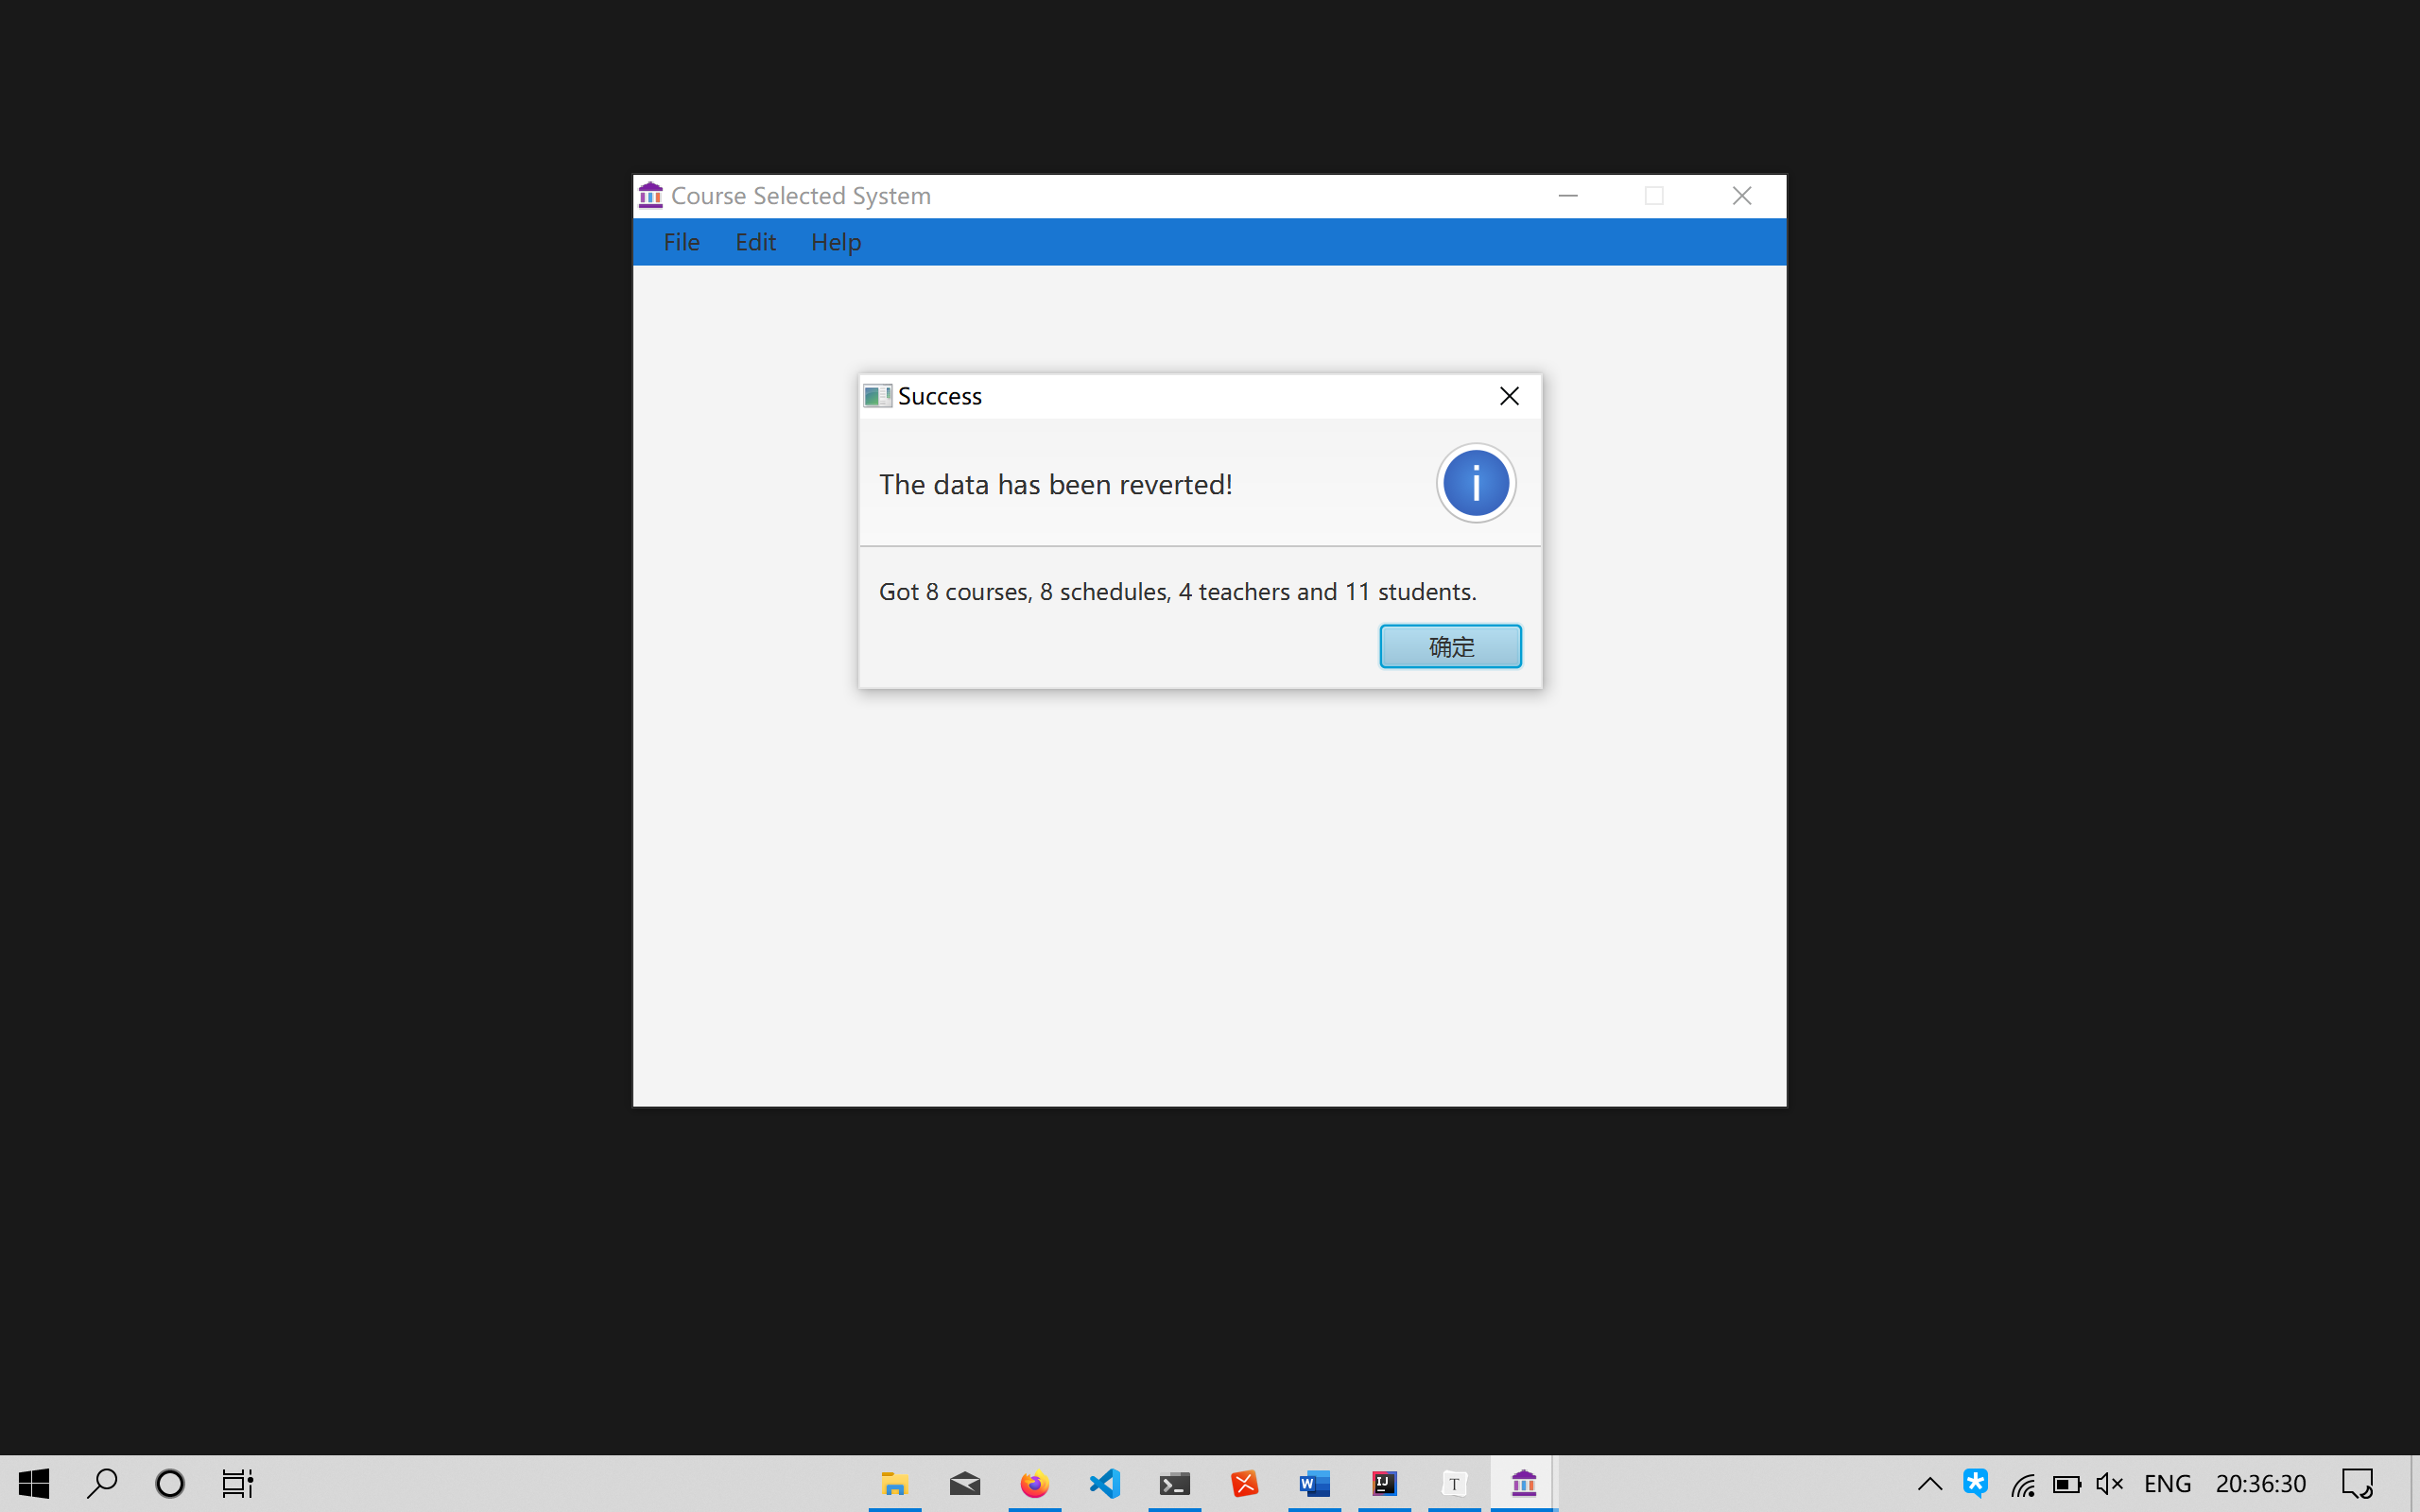 Course Selected System
File Edit Help
Success
The data has been reverted!
i
Got 8 courses, 8 schedules, 4 teachers and 11 students.
确定
W
IJ
T
ENG
20:36:30